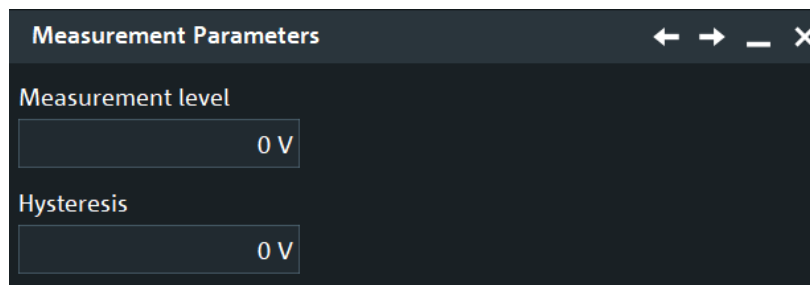 Measurement Parameters
Measurement level
0 V
Hysteresis
0 V